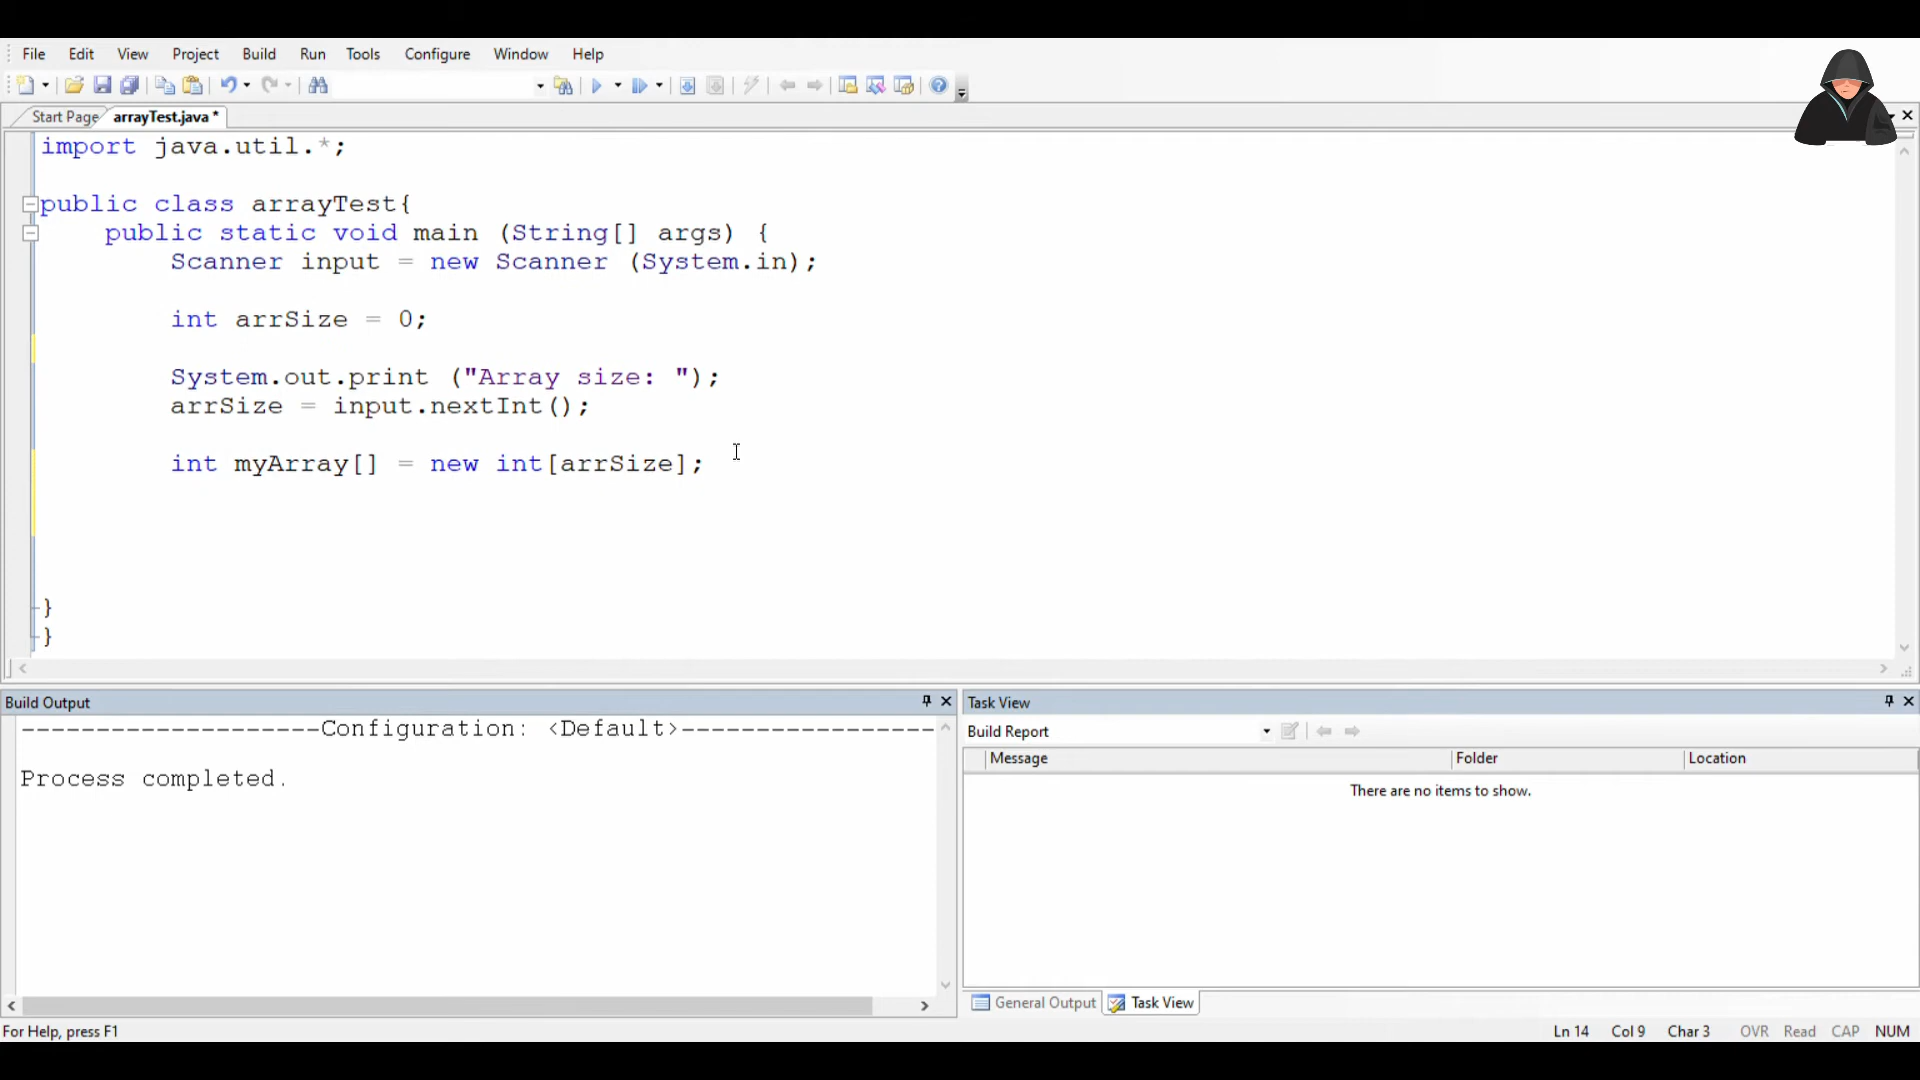 File Edit View Project Build Run Tools Configure Window Help
Start Page arrayTest.java *
import java.util.*;
public class arrayTest{
public static void main (String[] args) {
Scanner input = new Scanner (System.in);
int arrSize = 0;
System.out.print ("Array size: ");
arrSize = input.nextInt();
int myArray[] = new int[arrSize];
}
}
Build Output
--------------------Configuration: <Default>-----------------
Process completed.
Task View
Build Report
Message Folder Location
There are no items to show.
General Output Task View
For Help, press F1
Ln 14 Col 9 Char 3 OVR Read CAP NUM